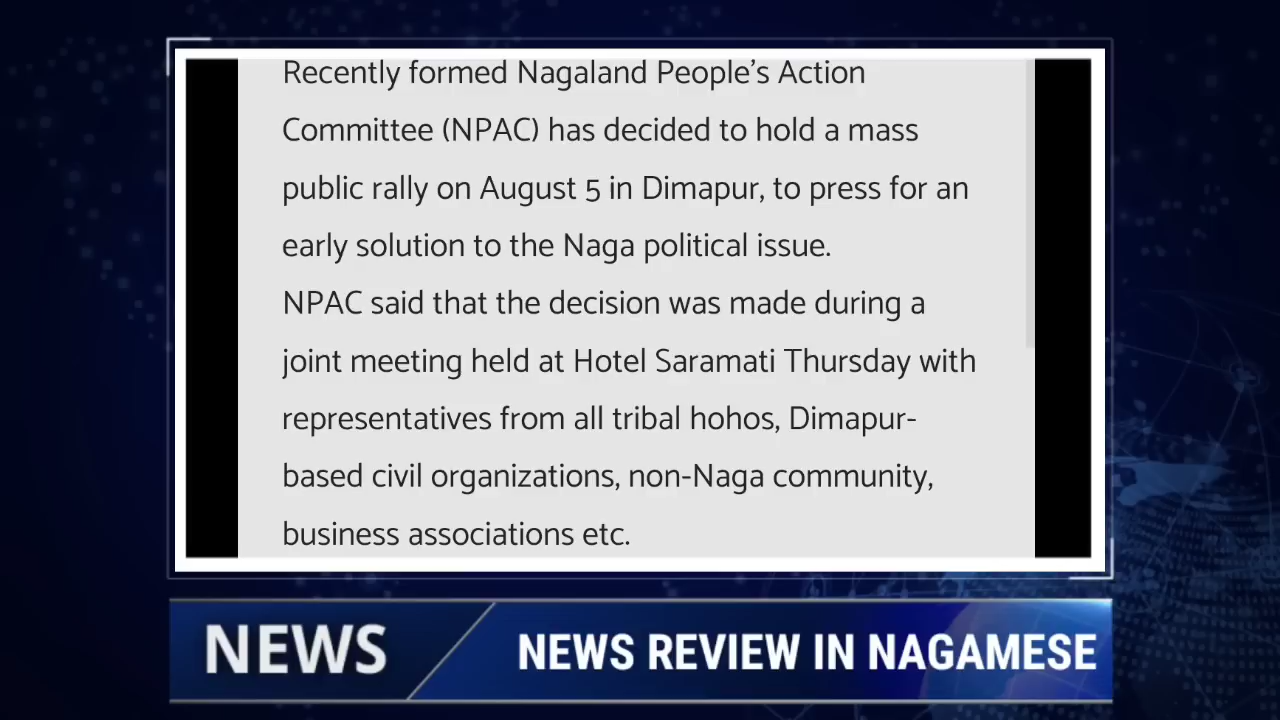 Recently formed Nagaland People’s Action
Committee (NPAC) has decided to hold a mass
public rally on August 5 in Dimapur, to press for an
early solution to the Naga political issue.
NPAC said that the decision was made during a
joint meeting held at Hotel Saramati Thursday with
representatives from all tribal hohos, Dimapur-
based civil organizations, non-Naga community,
business associations etc.
NEWS
NEWS REVIEW IN NAGAMESE